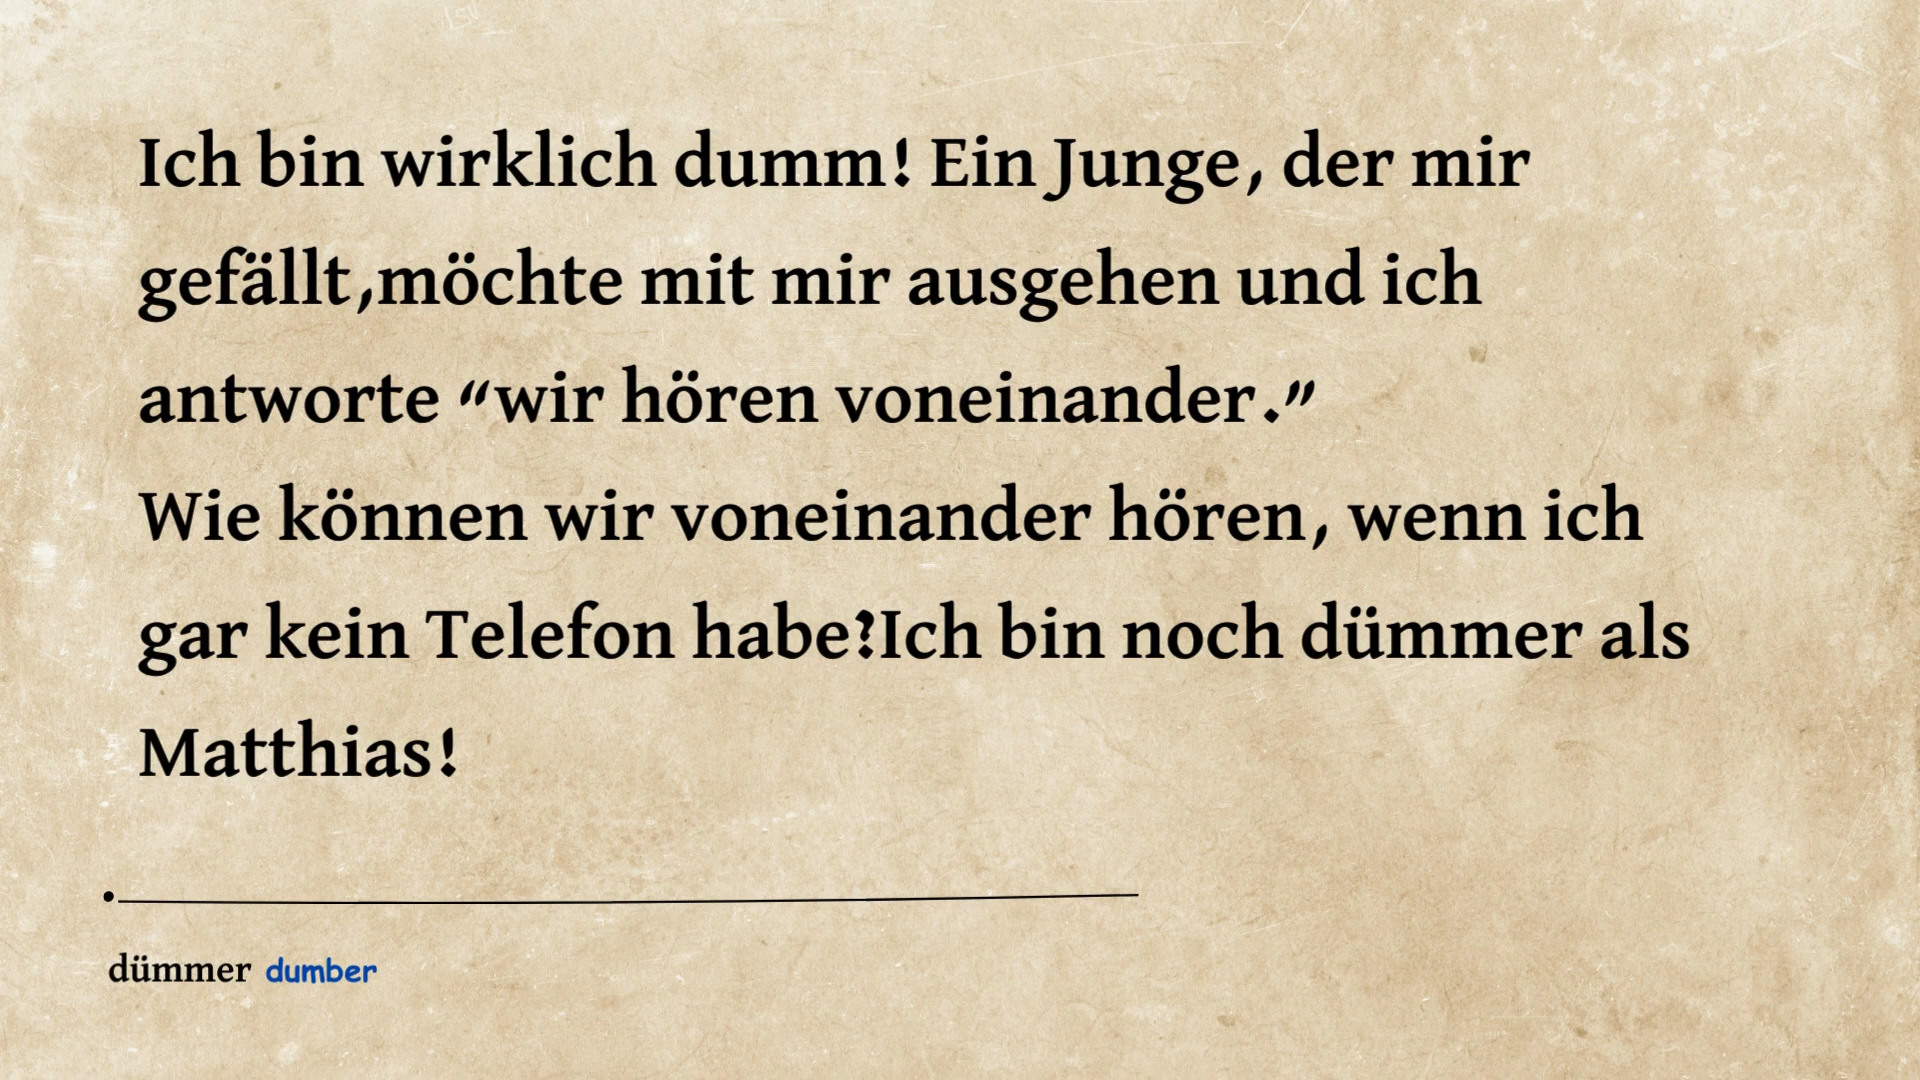 Ich bin wirklich dumm! Ein Junge, der mir
gefällt,möchte mit mir ausgehen und ich
antworte “wir hören voneinander.”
Wie können wir voneinander hören, wenn ich
gar kein Telefon habe?Ich bin noch dümmer als
Matthias!
dümmer dumber